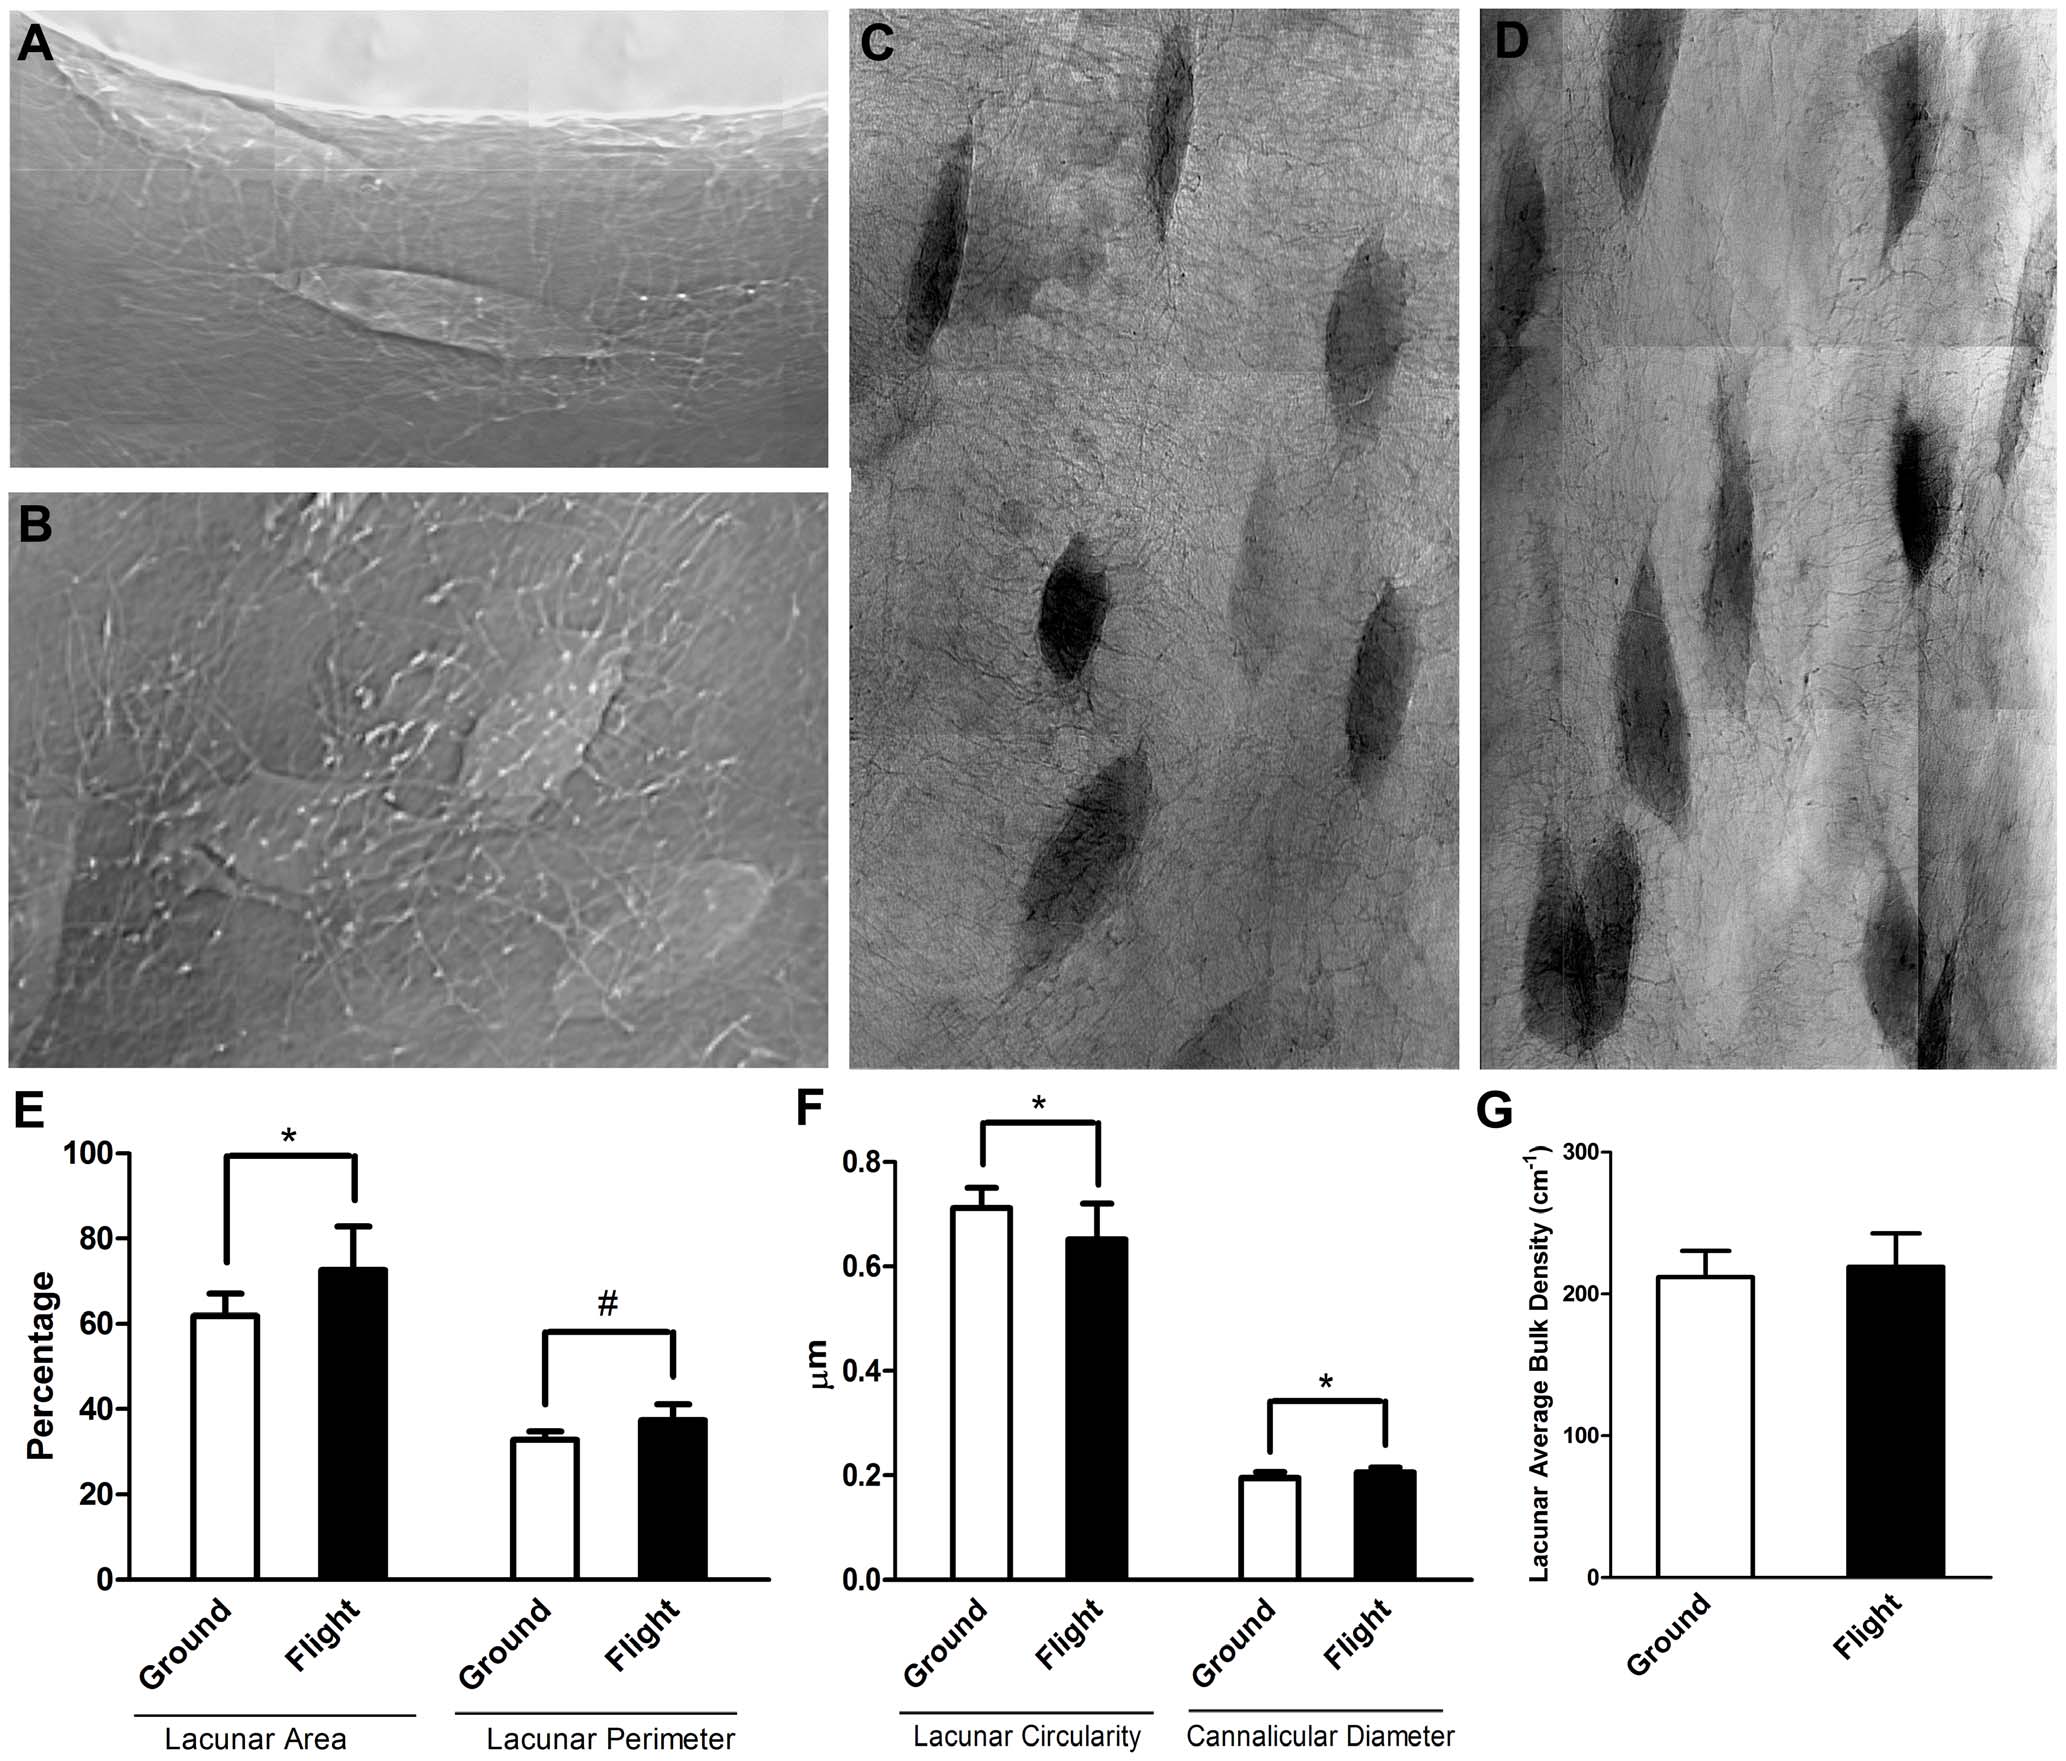 A
B
C
D
E
Percentage
100
80
60
40
20
0
*
#
Ground
Flight
Ground
Flight
Lacunar Area
Lacunar Perimeter
F
μm
0.8
0.6
0.4
0.2
0.0
*
*
Ground
Flight
Ground
Flight
Lacunar Circularity
Cannalicular Diameter
G
Lacunar Average Bulk Density (cm⁻¹)
300
200
100
0
Ground
Flight